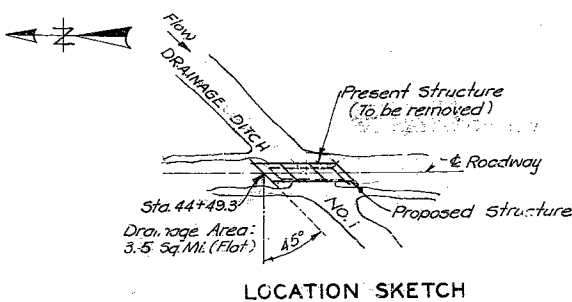 N
Flow
DRAINAGE DITCH
Present Structure
(To be removed)
℄ Roadway
Sta. 44+49.3
Proposed Structure
No. 1
Drainage Area:
3.5 Sq. Mi. (Flat)
45°
LOCATION SKETCH